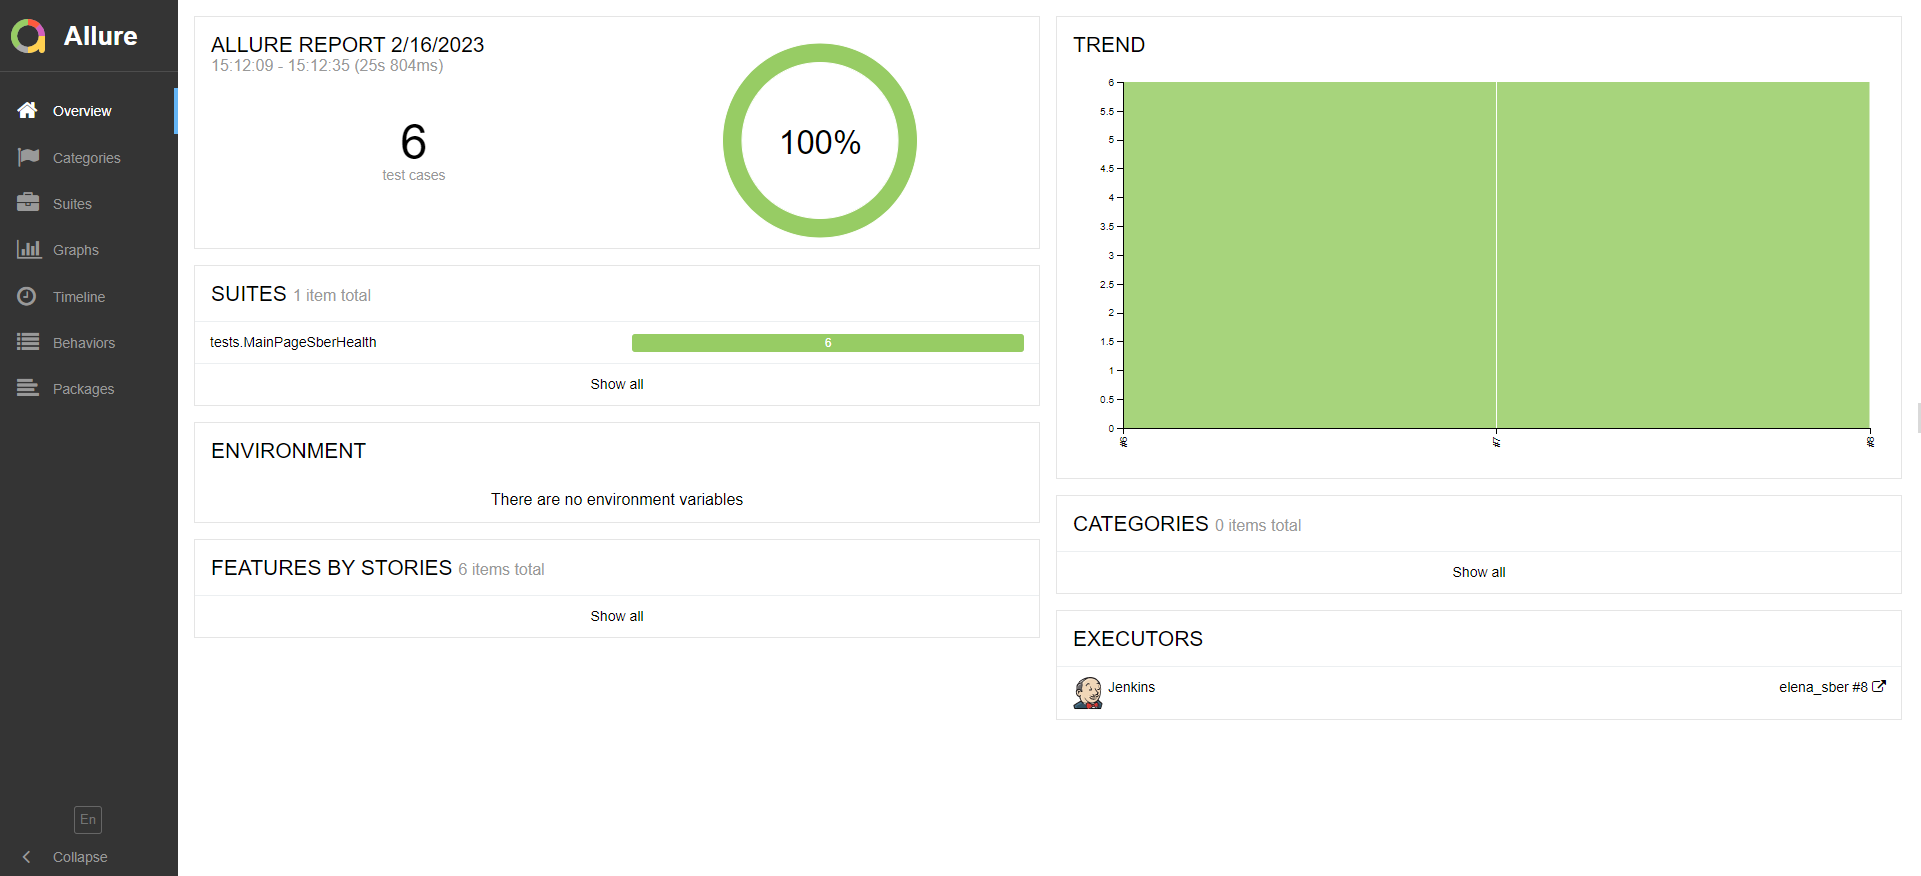 Allure
Overview
Categories
Suites
Graphs
Timeline
Behaviors
Packages
En
Collapse
ALLURE REPORT 2/16/2023
15:12:09 - 15:12:35 (25s 804ms)
6
test cases
100%
SUITES 1 item total
tests.MainPageSberHealth 6
Show all
ENVIRONMENT
There are no environment variables
FEATURES BY STORIES 6 items total
Show all
TREND
6
5.5
5
4.5
4
3.5
3
2.5
2
1.5
1
0.5
0
#6 #7 #8
CATEGORIES 0 items total
Show all
EXECUTORS
Jenkins elena_sber #8